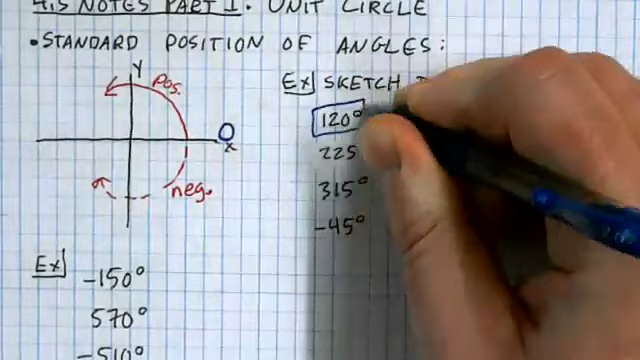 4.3 NOTES PART I: UNIT CIRCLE
• STANDARD POSITION OF ANGLES:
Y
Pos.
Ex SKETCH
120°
0
x
225
neg.
315°
-45°
Ex -150°
570°
-510°